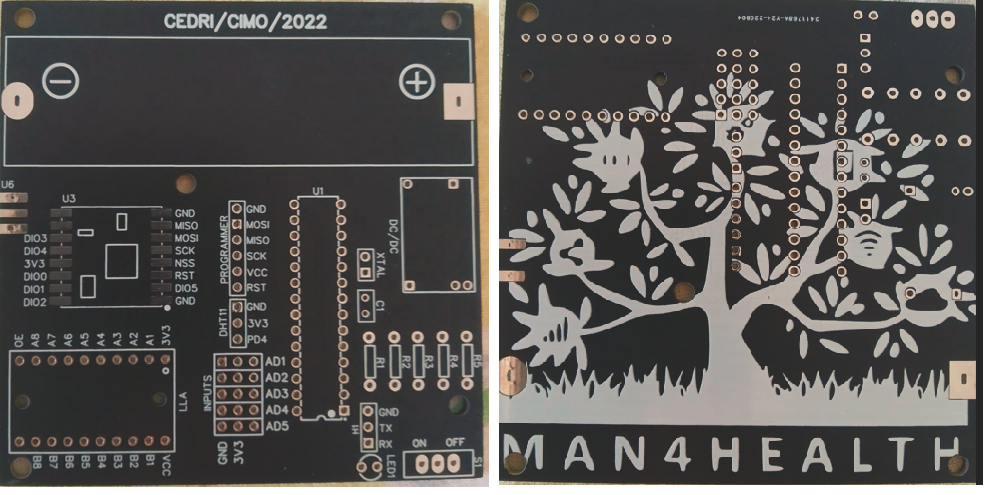 CEDRI/CIMO/2022
U6
U3
DIO3
DIO4
3V3
DIO0
DIO1
DIO2
GND
MISO
MOSI
SCK
NSS
RST
DIO5
GND
PROGRAMMER
GND
MOSI
MISO
SCK
VCC
RST
DHT11
GND
3V3
PD4
U1
XTAL
C1
DC/DC
R1
R2
R3
R4
R5
OE
A8
A7
A6
A5
A4
A3
A2
A1
3V3
LLA
B8
B7
B6
B5
B4
B3
B2
B1
VCC
INPUTS
AD1
AD2
AD3
AD4
AD5
GND
3V3
H1
GND
TX
RX
LED1
ON OFF
S1
MAN4HEALTH